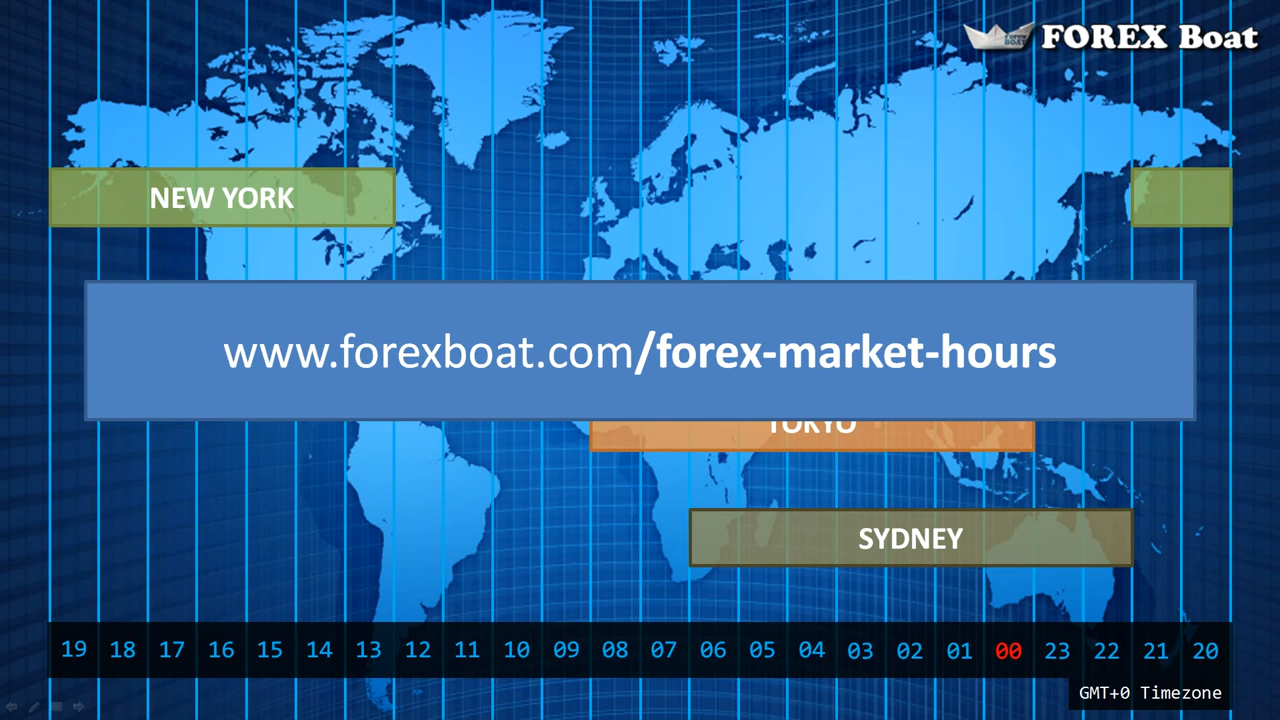 FOREX Boat
NEW YORK
www.forexboat.com/forex-market-hours
TOKYO
SYDNEY
19 18 17 16 15 14 13 12 11 10 09 08 07 06 05 04 03 02 01 00 23 22 21 20
GMT+0 Timezone